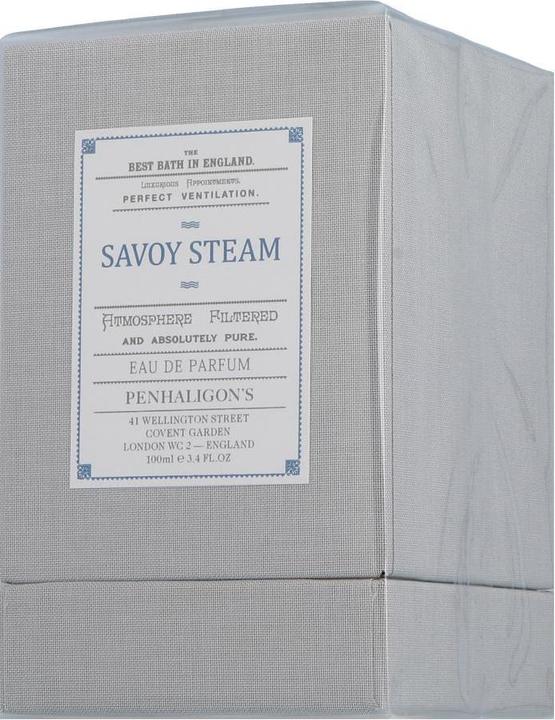 THE
BEST BATH IN ENGLAND.
Luxurious Appointments.
PERFECT VENTILATION.
SAVOY STEAM
Atmosphere Filtered
AND ABSOLUTELY PURE.
EAU DE PARFUM
PENHALIGON'S
41 WELLINGTON STREET
COVENT GARDEN
LONDON WC 2 — ENGLAND
100ml ℮ 3.4 FL.OZ